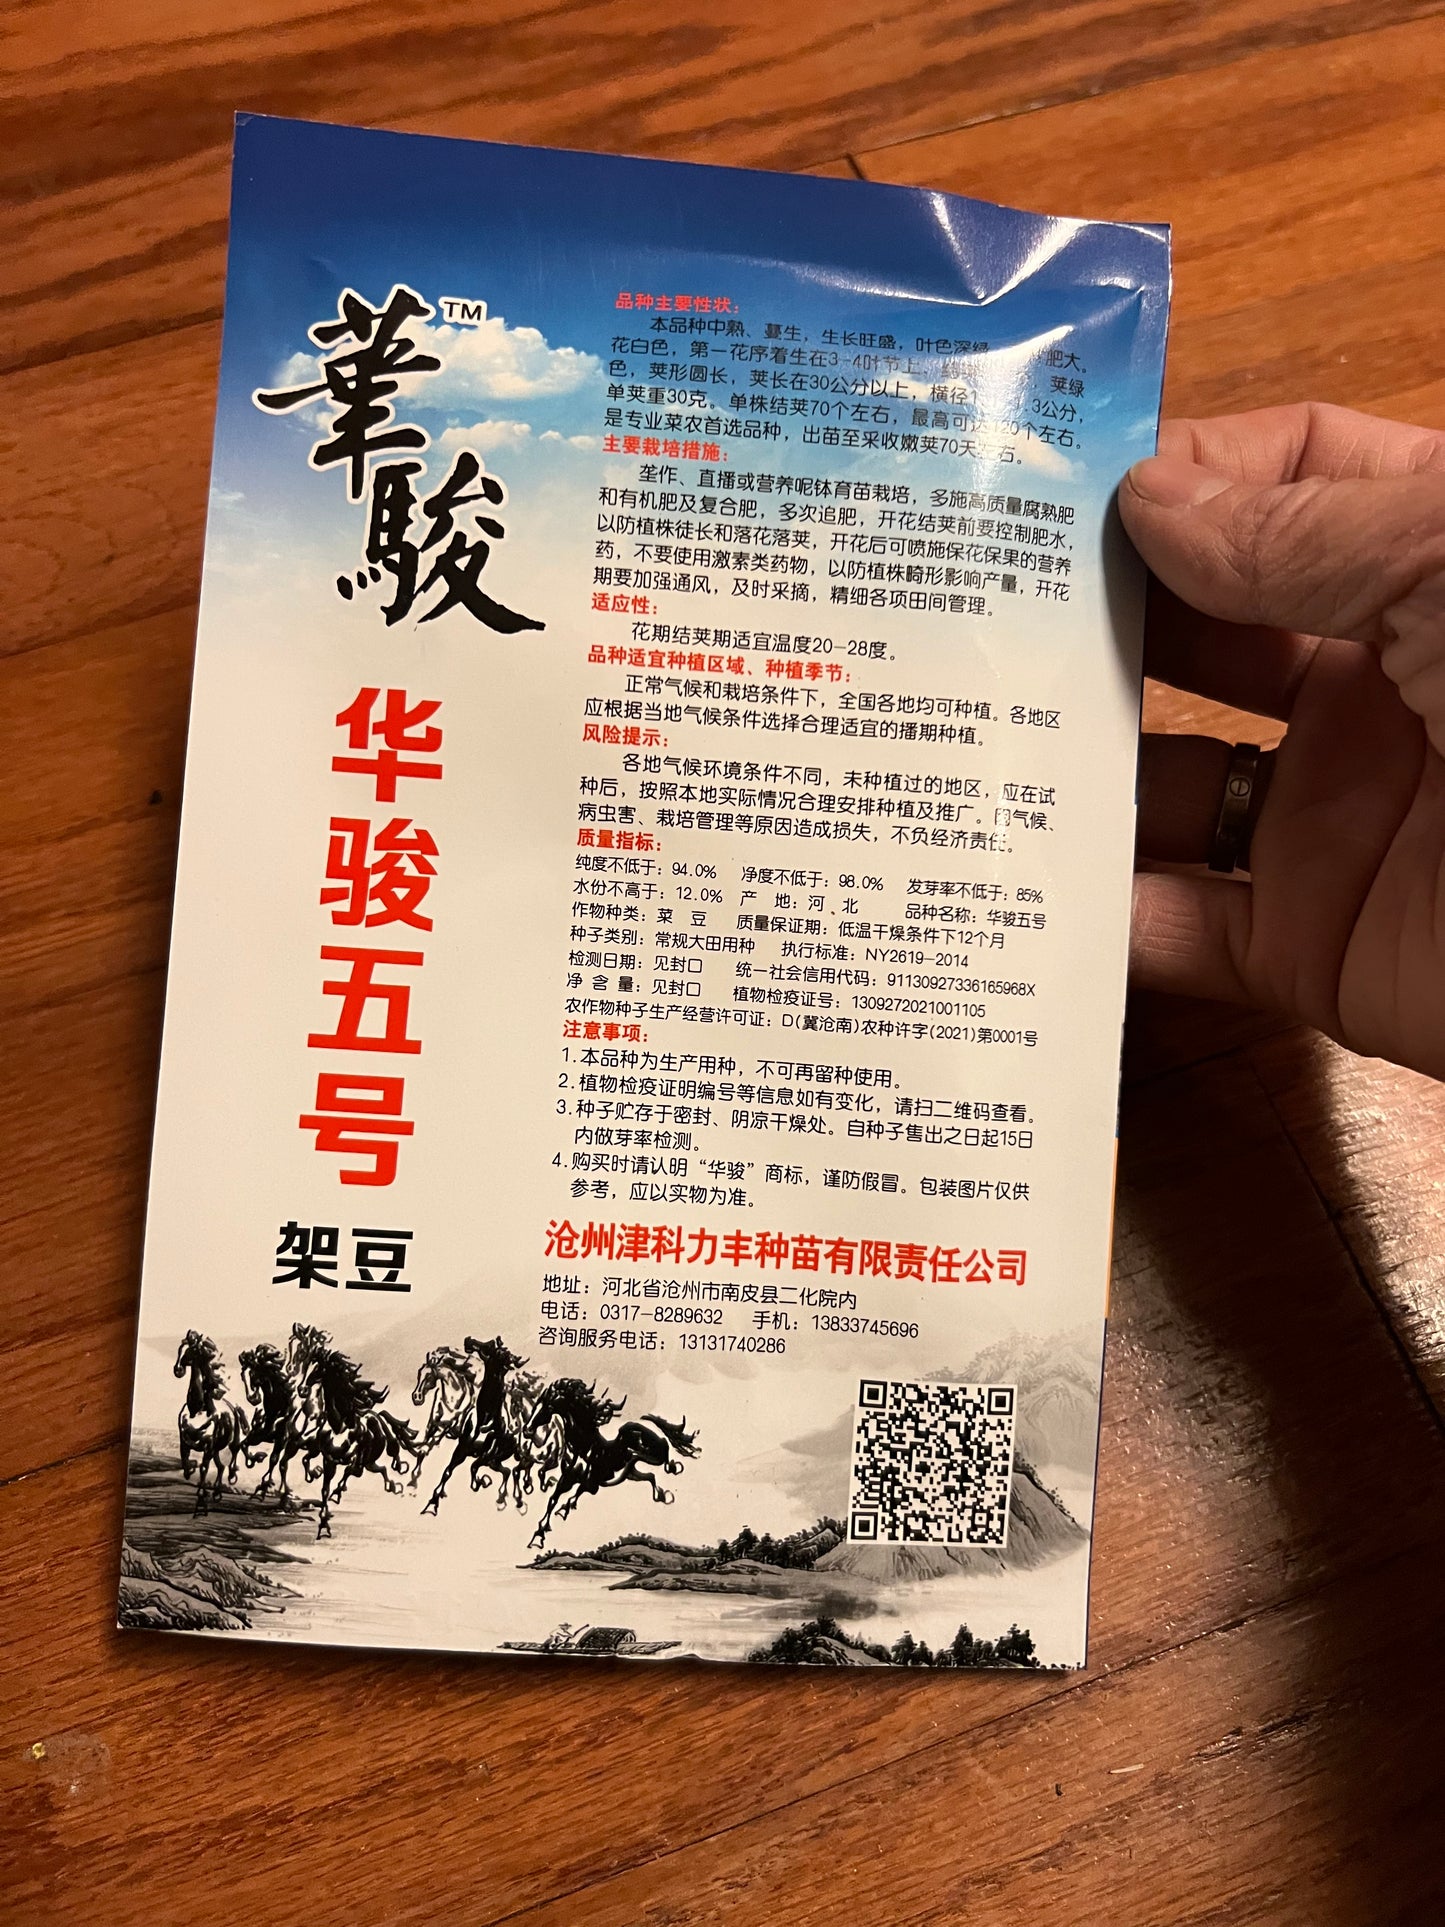 華駿 TM
华骏五号
架豆
品种主要性状：
本品种中熟、蔓生，生长旺盛，叶色深绿 肥大。
花白色，第一花序着生在3-4叶节上， 荚绿
色，荚形圆长，荚长在30公分以上，横径1 .3公分，
单荚重30克。单株结荚70个左右，最高可达120个左右。
是专业菜农首选品种，出苗至采收嫩荚70天左右。
主要栽培措施：
垄作、直播或营养呢钵育苗栽培，多施高质量腐熟肥
和有机肥及复合肥，多次追肥，开花结荚前要控制肥水，
以防植株徒长和落花落荚，开花后可喷施保花保果的营养
药，不要使用激素类药物，以防植株畸形影响产量，开花
期要加强通风，及时采摘，精细各项田间管理。
适应性：
花期结荚期适宜温度20-28度。
品种适宜种植区域、种植季节：
正常气候和栽培条件下，全国各地均可种植。各地区
应根据当地气候条件选择合理适宜的播期种植。
风险提示：
各地气候环境条件不同，未种植过的地区，应在试
种后，按照本地实际情况合理安排种植及推广。因气候、
病虫害、栽培管理等原因造成损失，不负经济责任。
质量指标：
纯度不低于：94.0% 净度不低于：98.0% 发芽率不低于：85%
水份不高于：12.0% 产 地：河 北 品种名称：华骏五号
作物种类：菜 豆 质量保证期：低温干燥条件下12个月
种子类别：常规大田用种 执行标准：NY2619-2014
检测日期：见封口 统一社会信用代码：91130927336165968X
净 含 量：见封口 植物检疫证号：1309272021001105
农作物种子生产经营许可证：D(冀沧南)农种许字(2021)第0001号
注意事项：
1.本品种为生产用种，不可再留种使用。
2.植物检疫证明编号等信息如有变化，请扫二维码查看。
3.种子贮存于密封、阴凉干燥处。自种子售出之日起15日
内做芽率检测。
4.购买时请认明“华骏”商标，谨防假冒。包装图片仅供
参考，应以实物为准。
沧州津科力丰种苗有限责任公司
地址：河北省沧州市南皮县二化院内
电话：0317-8289632 手机：13833745696
咨询服务电话：13131740286